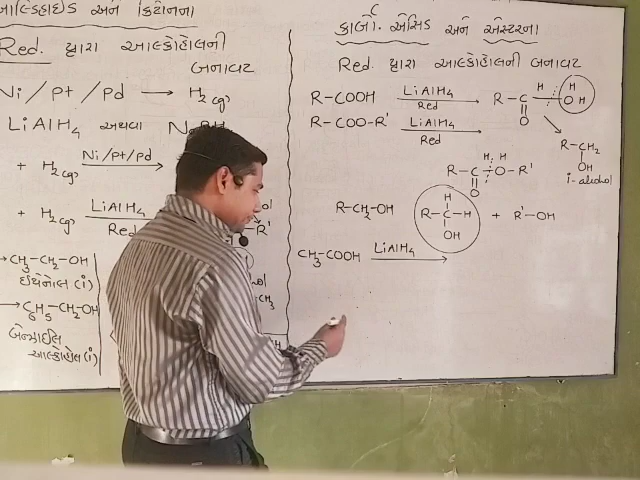 આલ્ડિહાઇડ અને કિટોનના
Red. દ્વારા આલ્કોહોલની
બનાવટ
Ni/Pt/Pd ⟶ H₂(g)
LiAlH₄ અથવા
+ H₂(g) Ni/Pt/Pd ⟶
+ H₂(g) LiAlH₄ Red
→CH₃−CH₂−OH
ઇથેનોલ (i)
→C₆H₅−CH₂OH
બેન્ઝાઇલ
આલ્કોહોલ (i)
કાર્બો. એસિડ અને એસ્ટરના
Red. દ્વારા આલ્કોહોલની બનાવટ
R−COOH LiAlH₄ Red ⟶ R−C−OH H H O
R−COO−R' LiAlH₄ Red ⟶
R−CH₂
OH
i-alcohol
H H
R−C−O−R'
O
R−CH₂−OH R−C−H H OH + R'−OH
CH₃−COOH LiAlH₄ ⟶